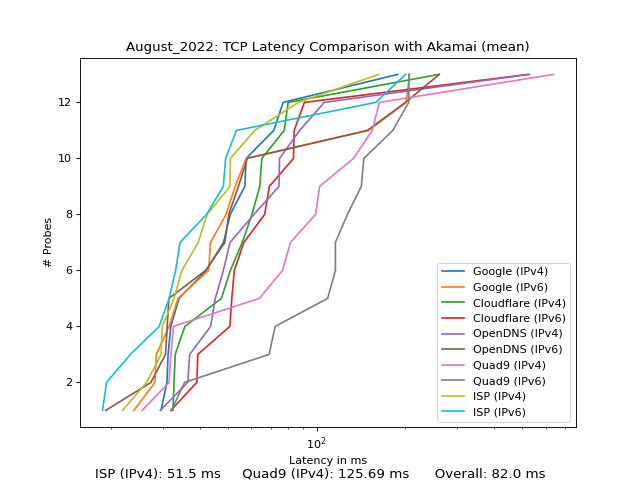 August_2022: TCP Latency Comparison with Akamai (mean)
# Probes
12
10
8
6
4
2
10²
Latency in ms
Google (IPv4)
Google (IPv6)
Cloudflare (IPv4)
Cloudflare (IPv6)
OpenDNS (IPv4)
OpenDNS (IPv6)
Quad9 (IPv4)
Quad9 (IPv6)
ISP (IPv4)
ISP (IPv6)
ISP (IPv4): 51.5 ms Quad9 (IPv4): 125.69 ms Overall: 82.0 ms